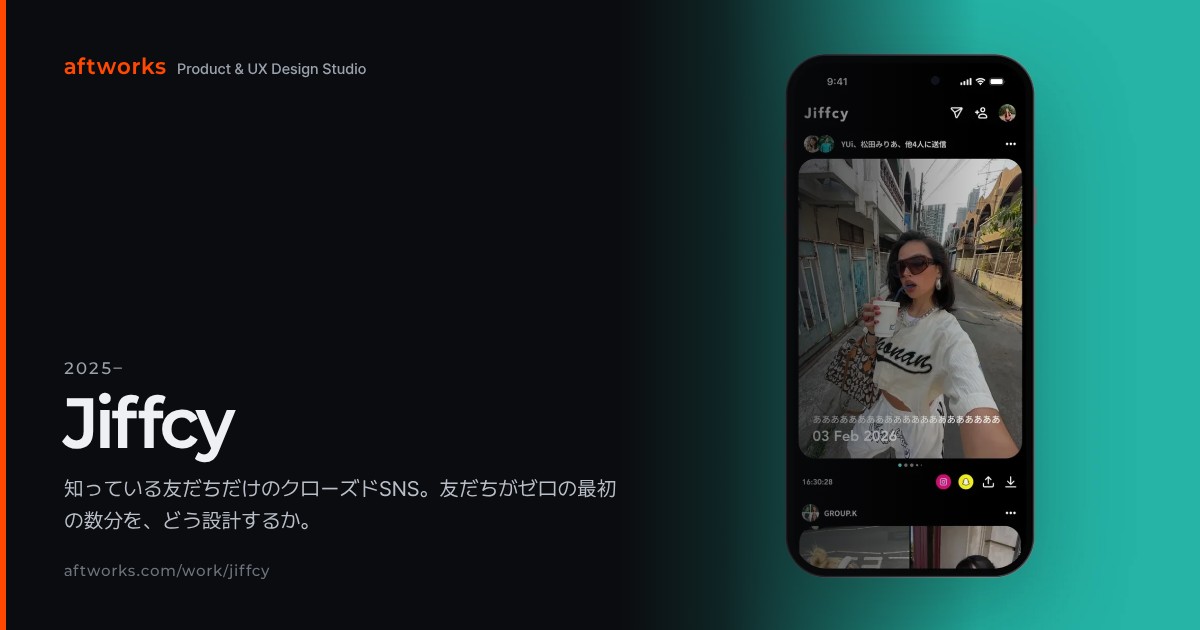 aftworks Product & UX Design Studio
2025–
Jiffcy
知っている友だちだけのクローズドSNS。友だちがゼロの最初
の数分を、どう設計するか。
aftworks.com/work/jiffcy
9:41
Jiffcy
YUi、松田みりあ、他4人に送信
onan
ああああああああああああああああああああ
03 Feb 2026
16:30:28
GROUP.K